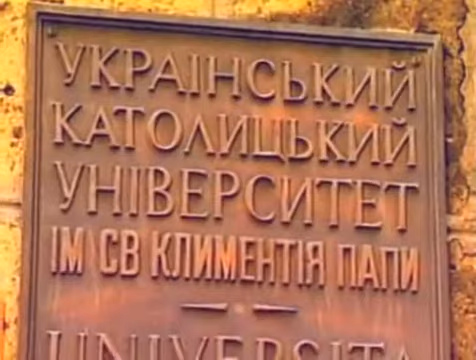 УКРАЇНСЬКИЙ
КАТОЛИЦЬКИЙ
УНІВЕРСИТЕТ
ІМ СВ КЛИМЕНТІЯ ПАПИ
UNIVERSITA